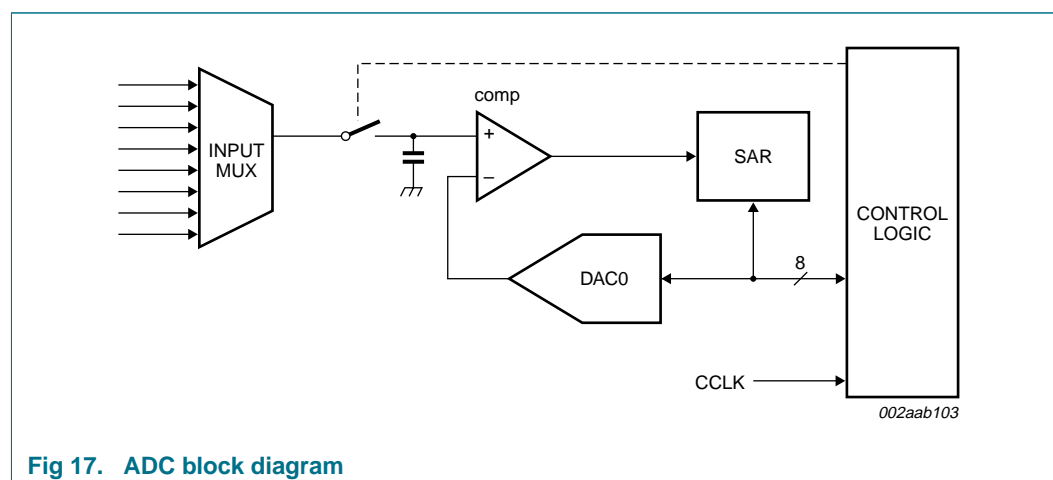 INPUT
MUX
comp
+
–
SAR
DAC0
8
CONTROL
LOGIC
CCLK
002aab103
Fig 17. ADC block diagram